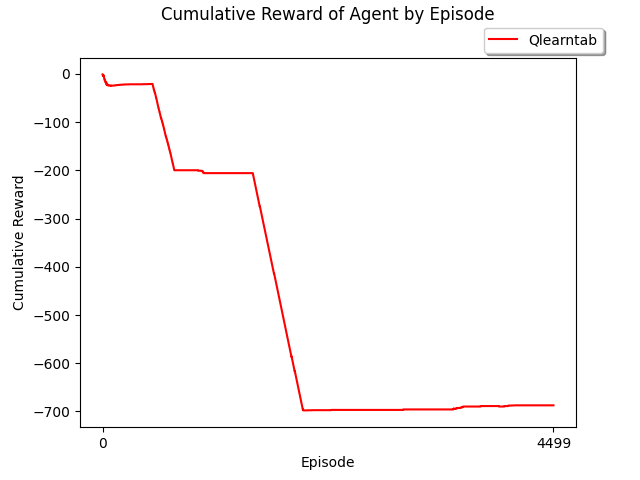 Cumulative Reward of Agent by Episode
Qlearntab
0
−100
−200
−300
−400
−500
−600
−700
Cumulative Reward
0 4499
Episode